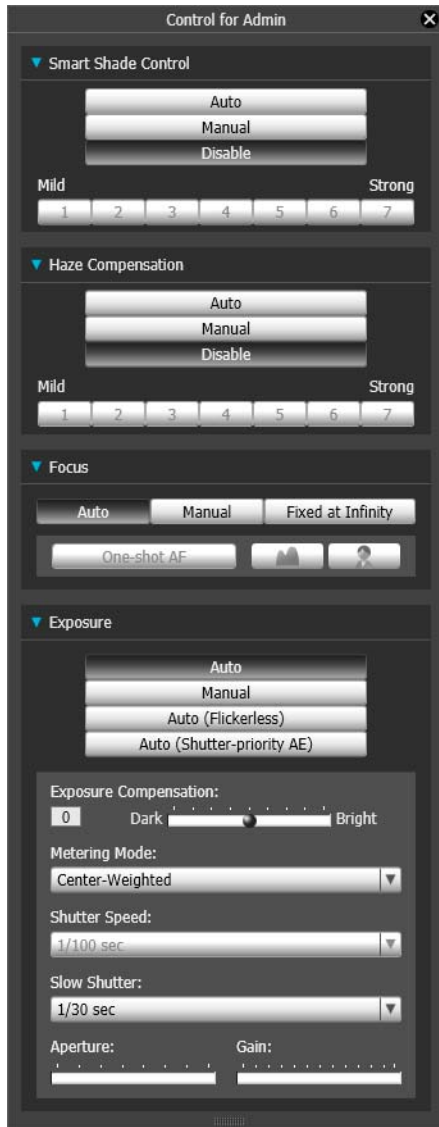 Control for Admin
Smart Shade Control
Auto
Manual
Disable
Mild Strong
1 2 3 4 5 6 7
Haze Compensation
Auto
Manual
Disable
Mild Strong
1 2 3 4 5 6 7
Focus
Auto Manual Fixed at Infinity
One-shot AF
Exposure
Auto
Manual
Auto (Flickerless)
Auto (Shutter-priority AE)
Exposure Compensation:
0 Dark Bright
Metering Mode:
Center-Weighted
Shutter Speed:
1/100 sec
Slow Shutter:
1/30 sec
Aperture: Gain: